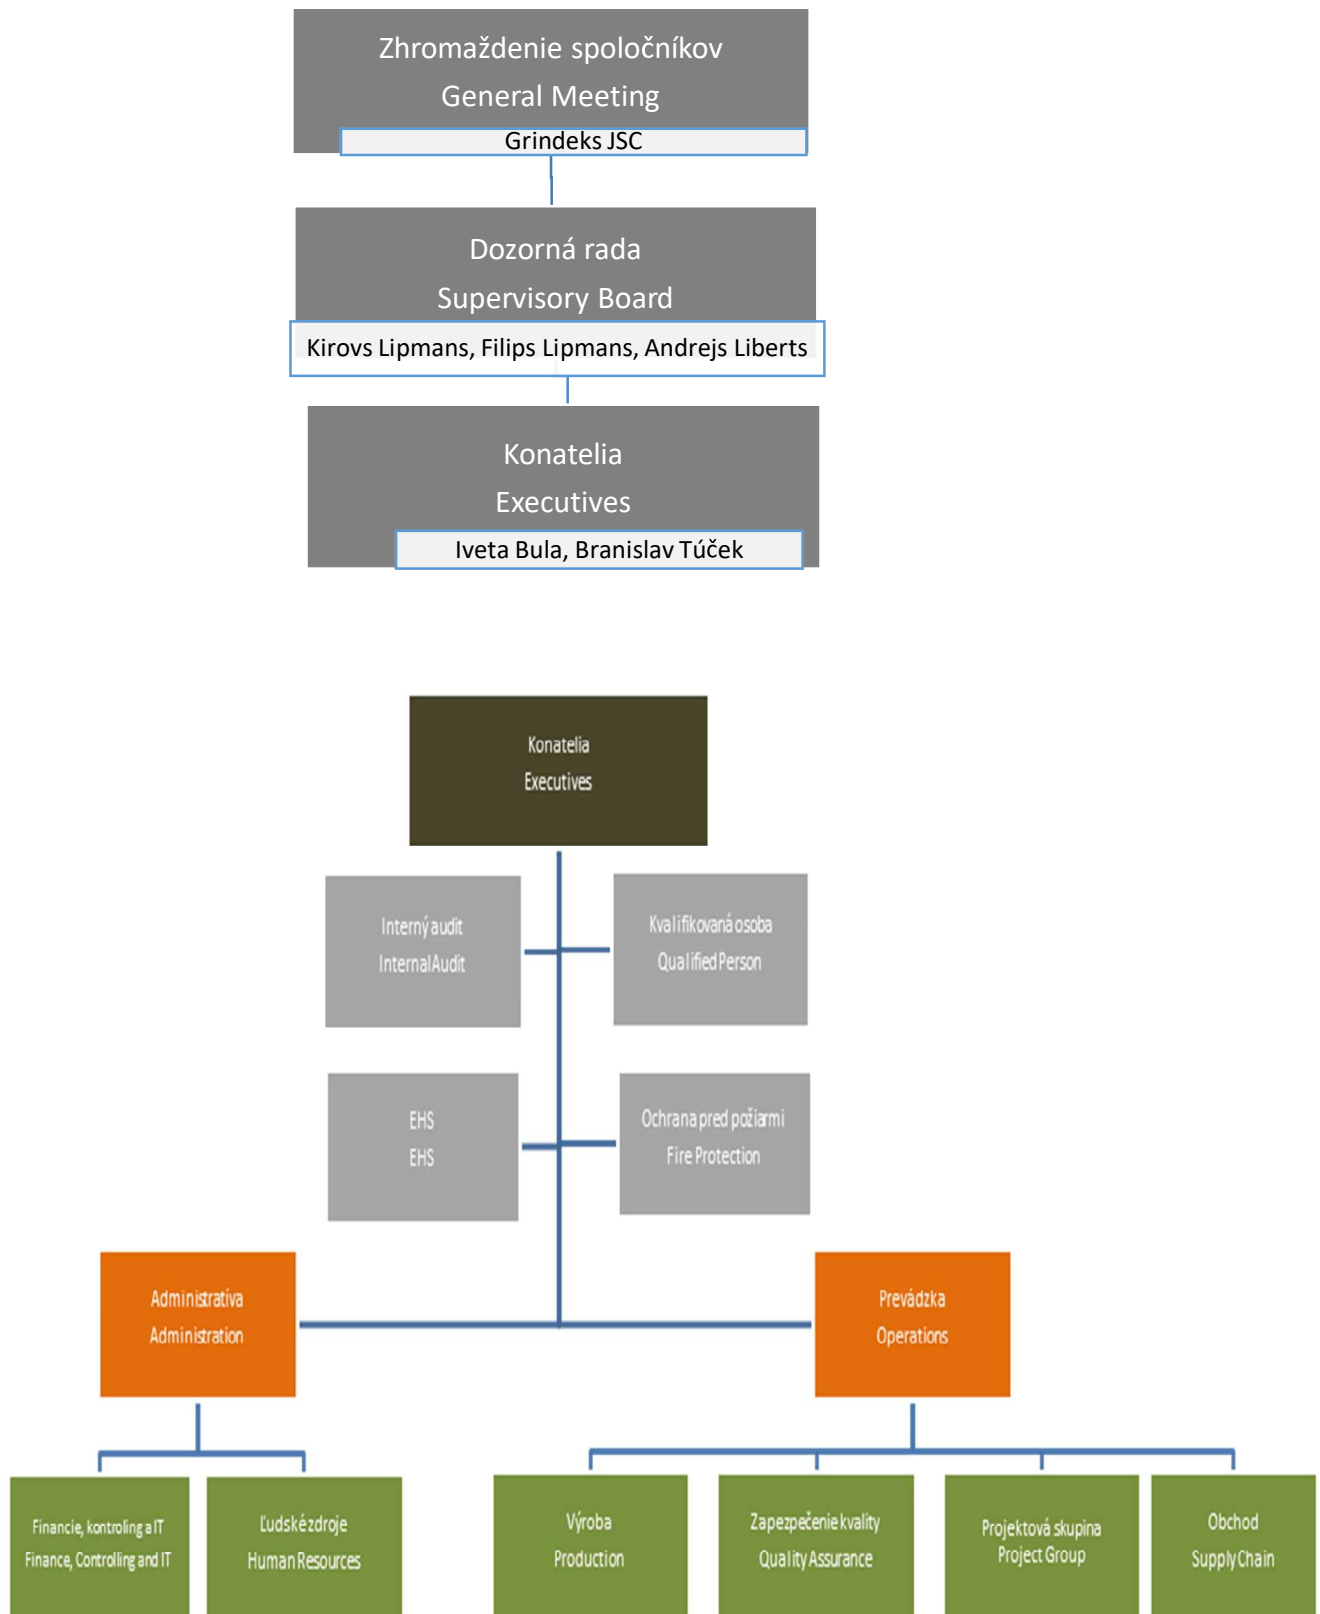 Zhromaždenie spoločníkov
General Meeting
Grindeks JSC
Dozorná rada
Supervisory Board
Kirovs Lipmans, Filips Lipmans, Andrejs Liberts
Konatelia
Executives
Iveta Bula, Branislav Túček
Konatelia
Executives
Interný audit
Internal Audit
Kvalifikovaná osoba
Qualified Person
EHS
EHS
Ochrana pred požiarmi
Fire Protection
Administratíva
Administration
Prevádzka
Operations
Financie, kontroling a IT
Finance, Controlling and IT
Ľudské zdroje
Human Resources
Výroba
Production
Zapezpečenie kvality
Quality Assurance
Projektová skupina
Project Group
Obchod
Supply Chain